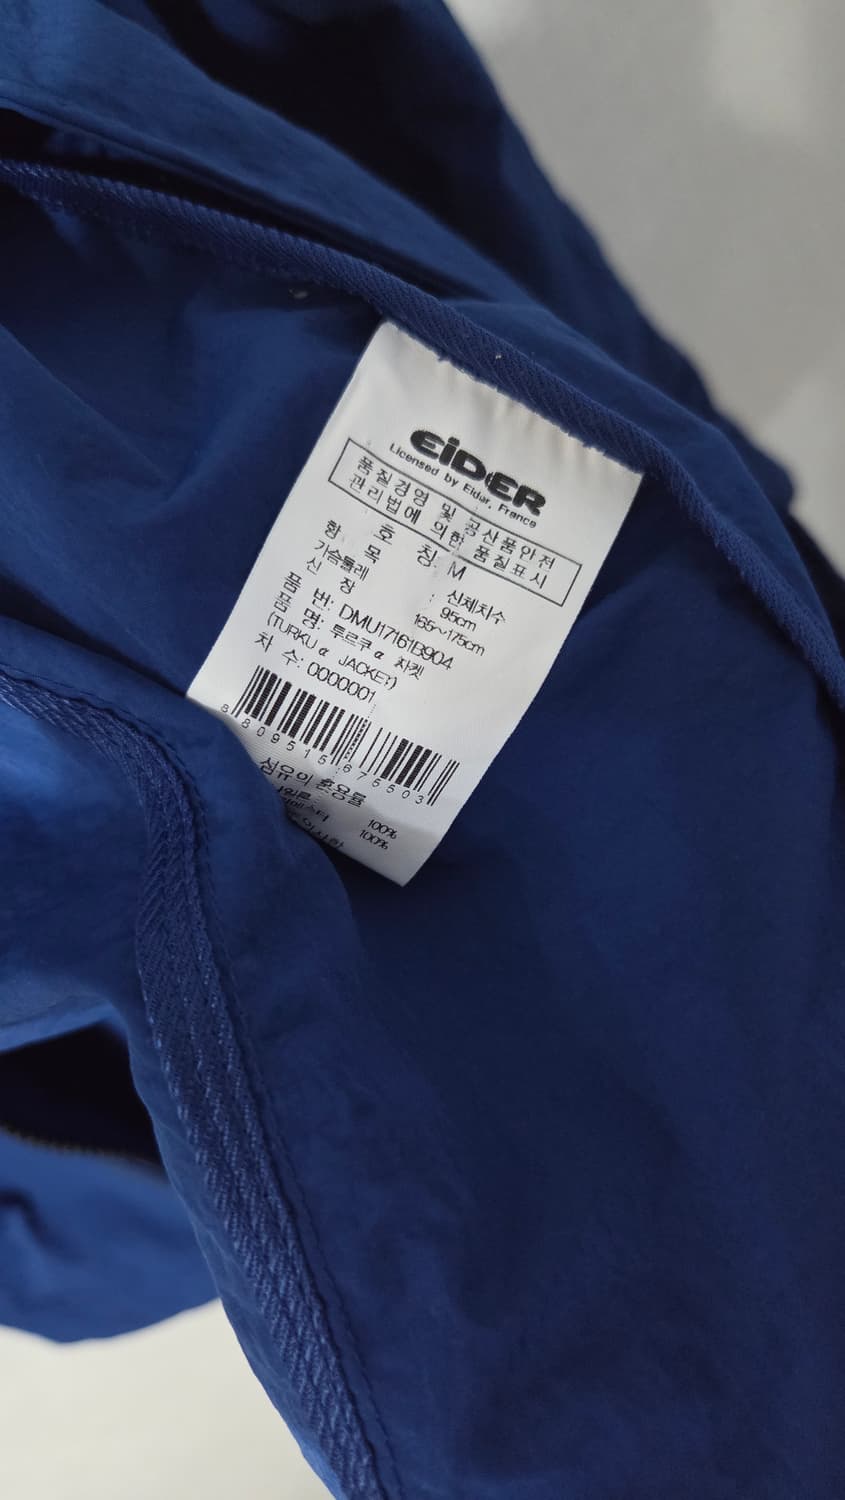 EiDER
Licensed by Eider, France
품질경영 및 공산품안전
관리법에 의한 품질표시
호 칭: M
항 목 : 신체치수
가슴둘레 95cm
신 장 165~175cm
품 번: DMU17161B904
품 명: 투르쿠 α 자켓
(TURKU α JACKET)
차 수: 0000001
8809515675503
섬유의 혼용률
100%
100%